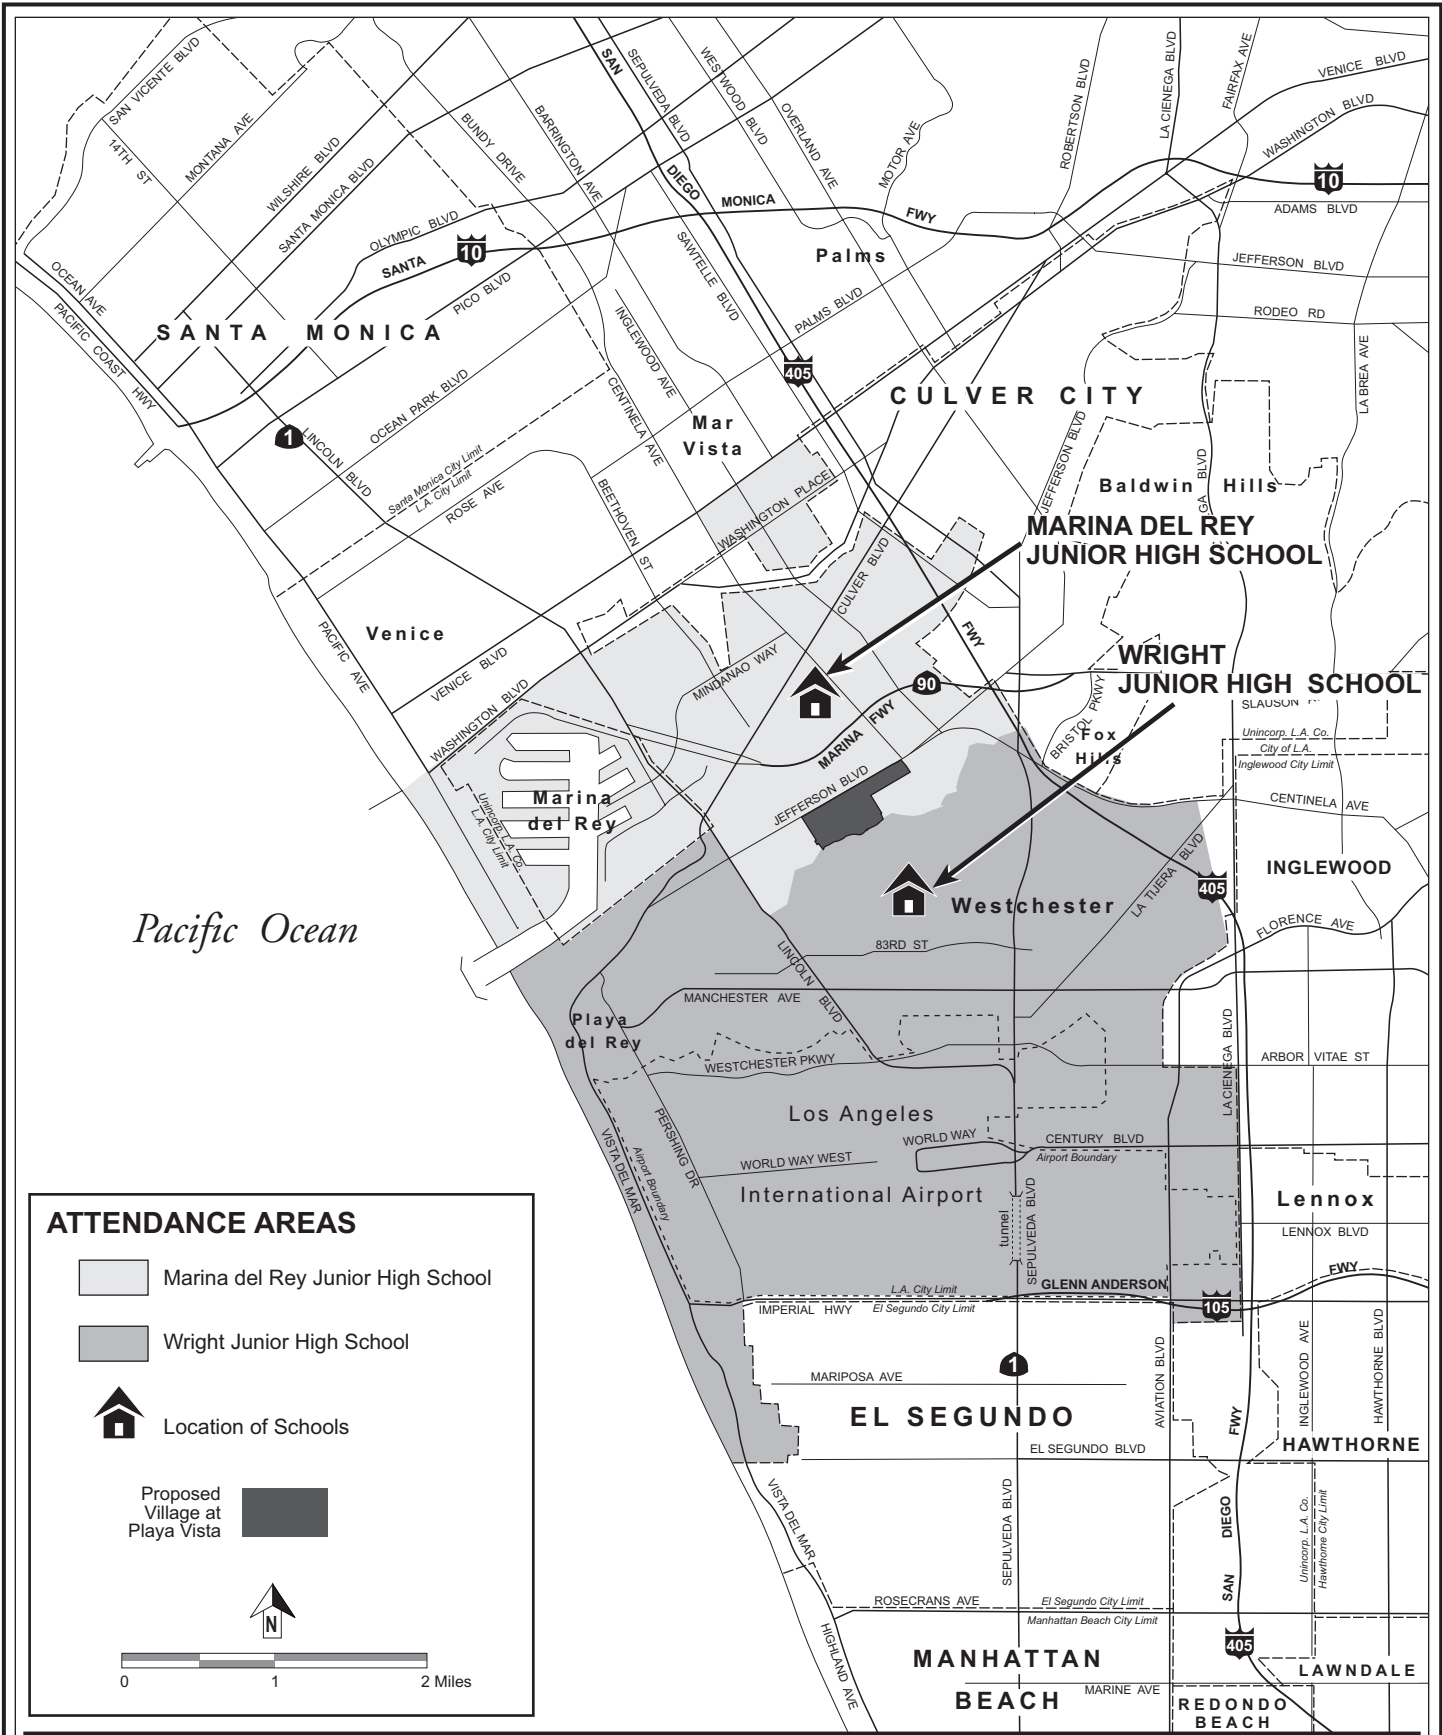 SAN VICENTE BLVD
14TH ST
MONTANA AVE
WILSHIRE BLVD
SANTA MONICA BLVD
OLYMPIC BLVD
BUNDY DRIVE
BARRINGTON AVE
SAN
DIEGO
SEPULVEDA BLVD
WESTWOOD BLVD
OVERLAND AVE
MOTOR AVE
ROBERTSON BLVD
LA CIENEGA BLVD
FAIRFAX AVE
VENICE BLVD
WASHINGTON BLVD
10
ADAMS BLVD
MONICA
FWY
SANTA
10
PICO BLVD
SAWTELLE BLVD
Palms
PALMS BLVD
JEFFERSON BLVD
RODEO RD
LA BREA AVE
OCEAN AVE
PACIFIC COAST HWY
SANTA MONICA
INGLEWOOD AVE
CENTINELA AVE
405
CULVER CITY
OCEAN PARK BLVD
1
LINCOLN BLVD
Santa Monica City Limit
L.A. City Limit
ROSE AVE
Mar
Vista
BEETHOVEN ST
WASHINGTON PLACE
JEFFERSON BLVD
Baldwin Hills
GA BLVD
MARINA DEL REY
JUNIOR HIGH SCHOOL
CULVER BLVD
FWY
PACIFIC AVE
Venice
VENICE BLVD
WASHINGTON BLVD
MINDANAO WAY
90
MARINA FWY
WRIGHT
JUNIOR HIGH SCHOOL
BRISTOL PKWY
Fox
Hills
SLAUSON
Unincorp. L.A. Co.
City of L.A.
Inglewood City Limit
CENTINELA AVE
Unincorp. L.A. Co.
L.A. City Limit
Marina
del Rey
JEFFERSON BLVD
LA TIJERA BLVD
INGLEWOOD
405
Westchester
FLORENCE AVE
Pacific Ocean
83RD ST
LINCOLN BLVD
MANCHESTER AVE
Playa
del Rey
WESTCHESTER PKWY
LA CIENEGA BLVD
ARBOR VITAE ST
Los Angeles
International Airport
PERSHING DR
VISTA DEL MAR
Airport Boundary
WORLD WAY WEST
WORLD WAY
CENTURY BLVD
Airport Boundary
tunnel
SEPULVEDA BLVD
Lennox
LENNOX BLVD
L.A. City Limit
GLENN ANDERSON
FWY
105
IMPERIAL HWY
El Segundo City Limit
1
MARIPOSA AVE
AVIATION BLVD
INGLEWOOD AVE
HAWTHORNE BLVD
EL SEGUNDO
EL SEGUNDO BLVD
HAWTHORNE
VISTA DEL MAR
SEPULVEDA BLVD
FWY
DIEGO
SAN
Unincorp. L.A. Co.
Hawthorne City Limit
ROSECRANS AVE
El Segundo City Limit
Manhattan Beach City Limit
HIGHLAND AVE
MANHATTAN
BEACH
405
MARINE AVE
LAWNDALE
REDONDO
BEACH
ATTENDANCE AREAS
Marina del Rey Junior High School
Wright Junior High School
Location of Schools
Proposed
Village at
Playa Vista
N
0 1 2 Miles